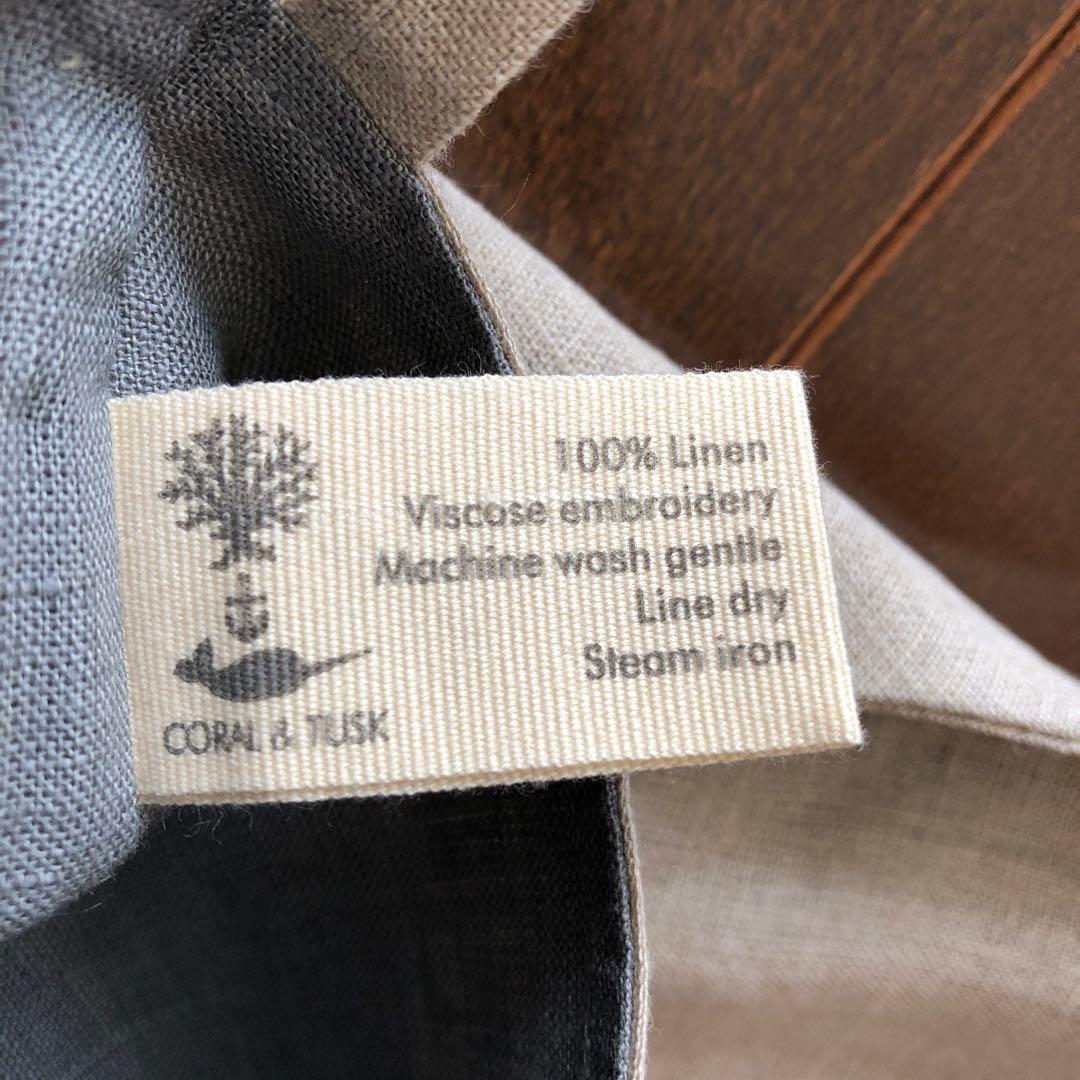 100% Linen
Viscose embroidery
Machine wash gentle
Line dry
Steam iron
CORAL & TUSK